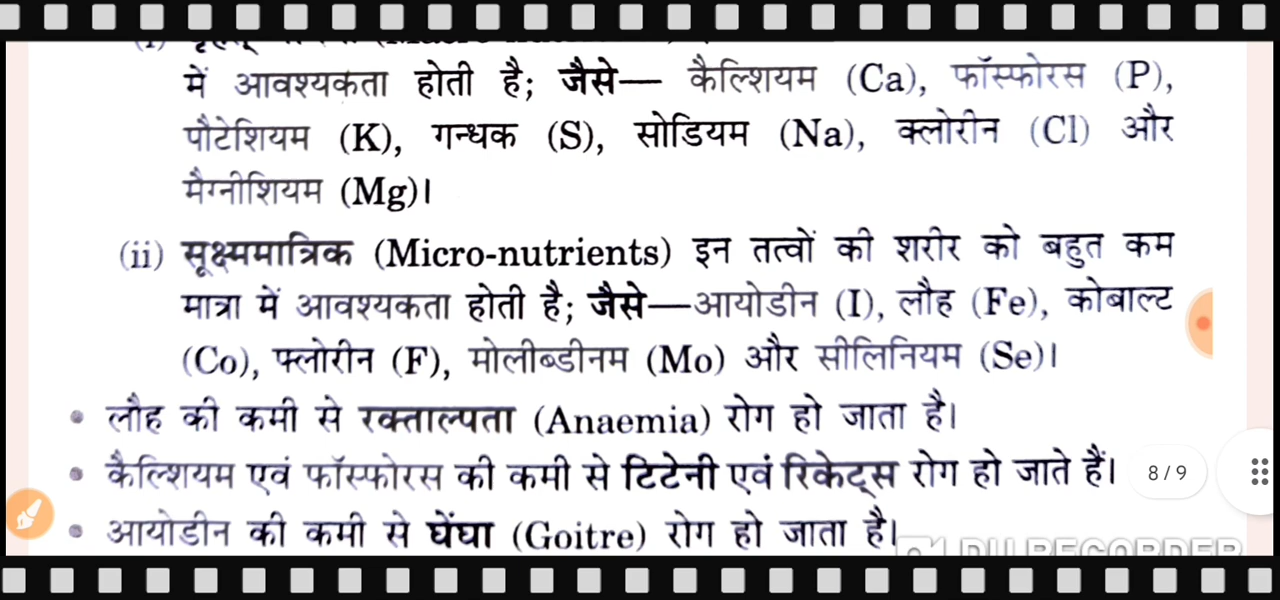 में आवश्यकता होती है; जैसे— कैल्शियम (Ca), फॉस्फोरस (P),
पौटेशियम (K), गन्धक (S), सोडियम (Na), क्लोरीन (Cl) और
मैग्नीशियम (Mg)।
(ii) सूक्ष्ममात्रिक (Micro-nutrients) इन तत्वों की शरीर को बहुत कम
मात्रा में आवश्यकता होती है; जैसे—आयोडीन (I), लौह (Fe), कोबाल्ट
(Co), फ्लोरीन (F), मोलीब्डीनम (Mo) और सीलिनियम (Se)।
• लौह की कमी से रक्ताल्पता (Anaemia) रोग हो जाता है।
• कैल्शियम एवं फॉस्फोरस की कमी से टिटेनी एवं रिकेट्स रोग हो जाते हैं।
8/9
• आयोडीन की कमी से घेंघा (Goitre) रोग हो जाता है।
DU RECORDER